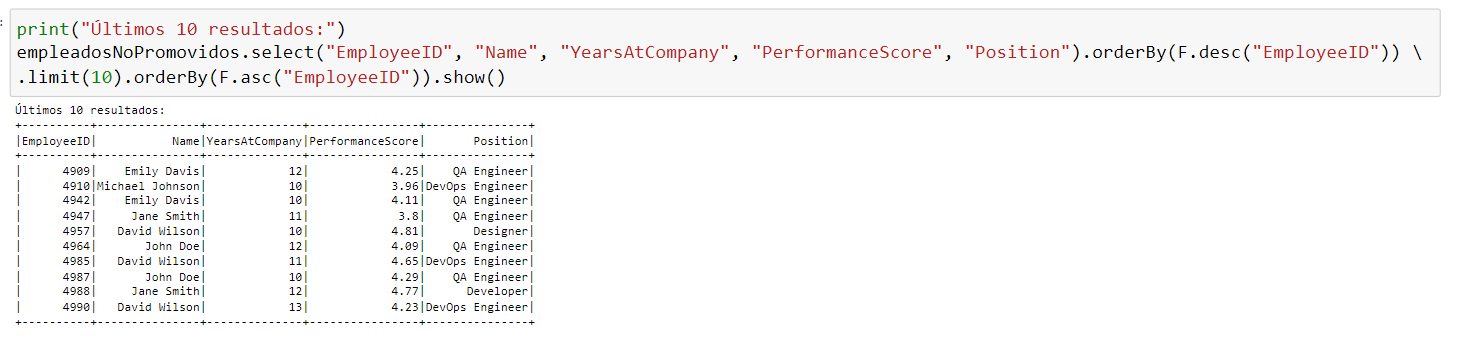 :
print("Últimos 10 resultados:")
empleadosNoPromovidos.select("EmployeeID", "Name", "YearsAtCompany", "PerformanceScore", "Position").orderBy(F.desc("EmployeeID")) \
.limit(10).orderBy(F.asc("EmployeeID")).show()
Últimos 10 resultados:
+----------+---------------+--------------+----------------+---------------+
|EmployeeID|           Name|YearsAtCompany|PerformanceScore|       Position|
+----------+---------------+--------------+----------------+---------------+
|      4909|    Emily Davis|            12|            4.25|    QA Engineer|
|      4910|Michael Johnson|            10|            3.96|DevOps Engineer|
|      4942|    Emily Davis|            10|            4.11|    QA Engineer|
|      4947|     Jane Smith|            11|             3.8|    QA Engineer|
|      4957|   David Wilson|            10|            4.81|       Designer|
|      4964|       John Doe|            12|            4.09|    QA Engineer|
|      4985|   David Wilson|            11|            4.65|DevOps Engineer|
|      4987|       John Doe|            10|            4.29|    QA Engineer|
|      4988|     Jane Smith|            12|            4.77|      Developer|
|      4990|   David Wilson|            13|            4.23|DevOps Engineer|
+----------+---------------+--------------+----------------+---------------+